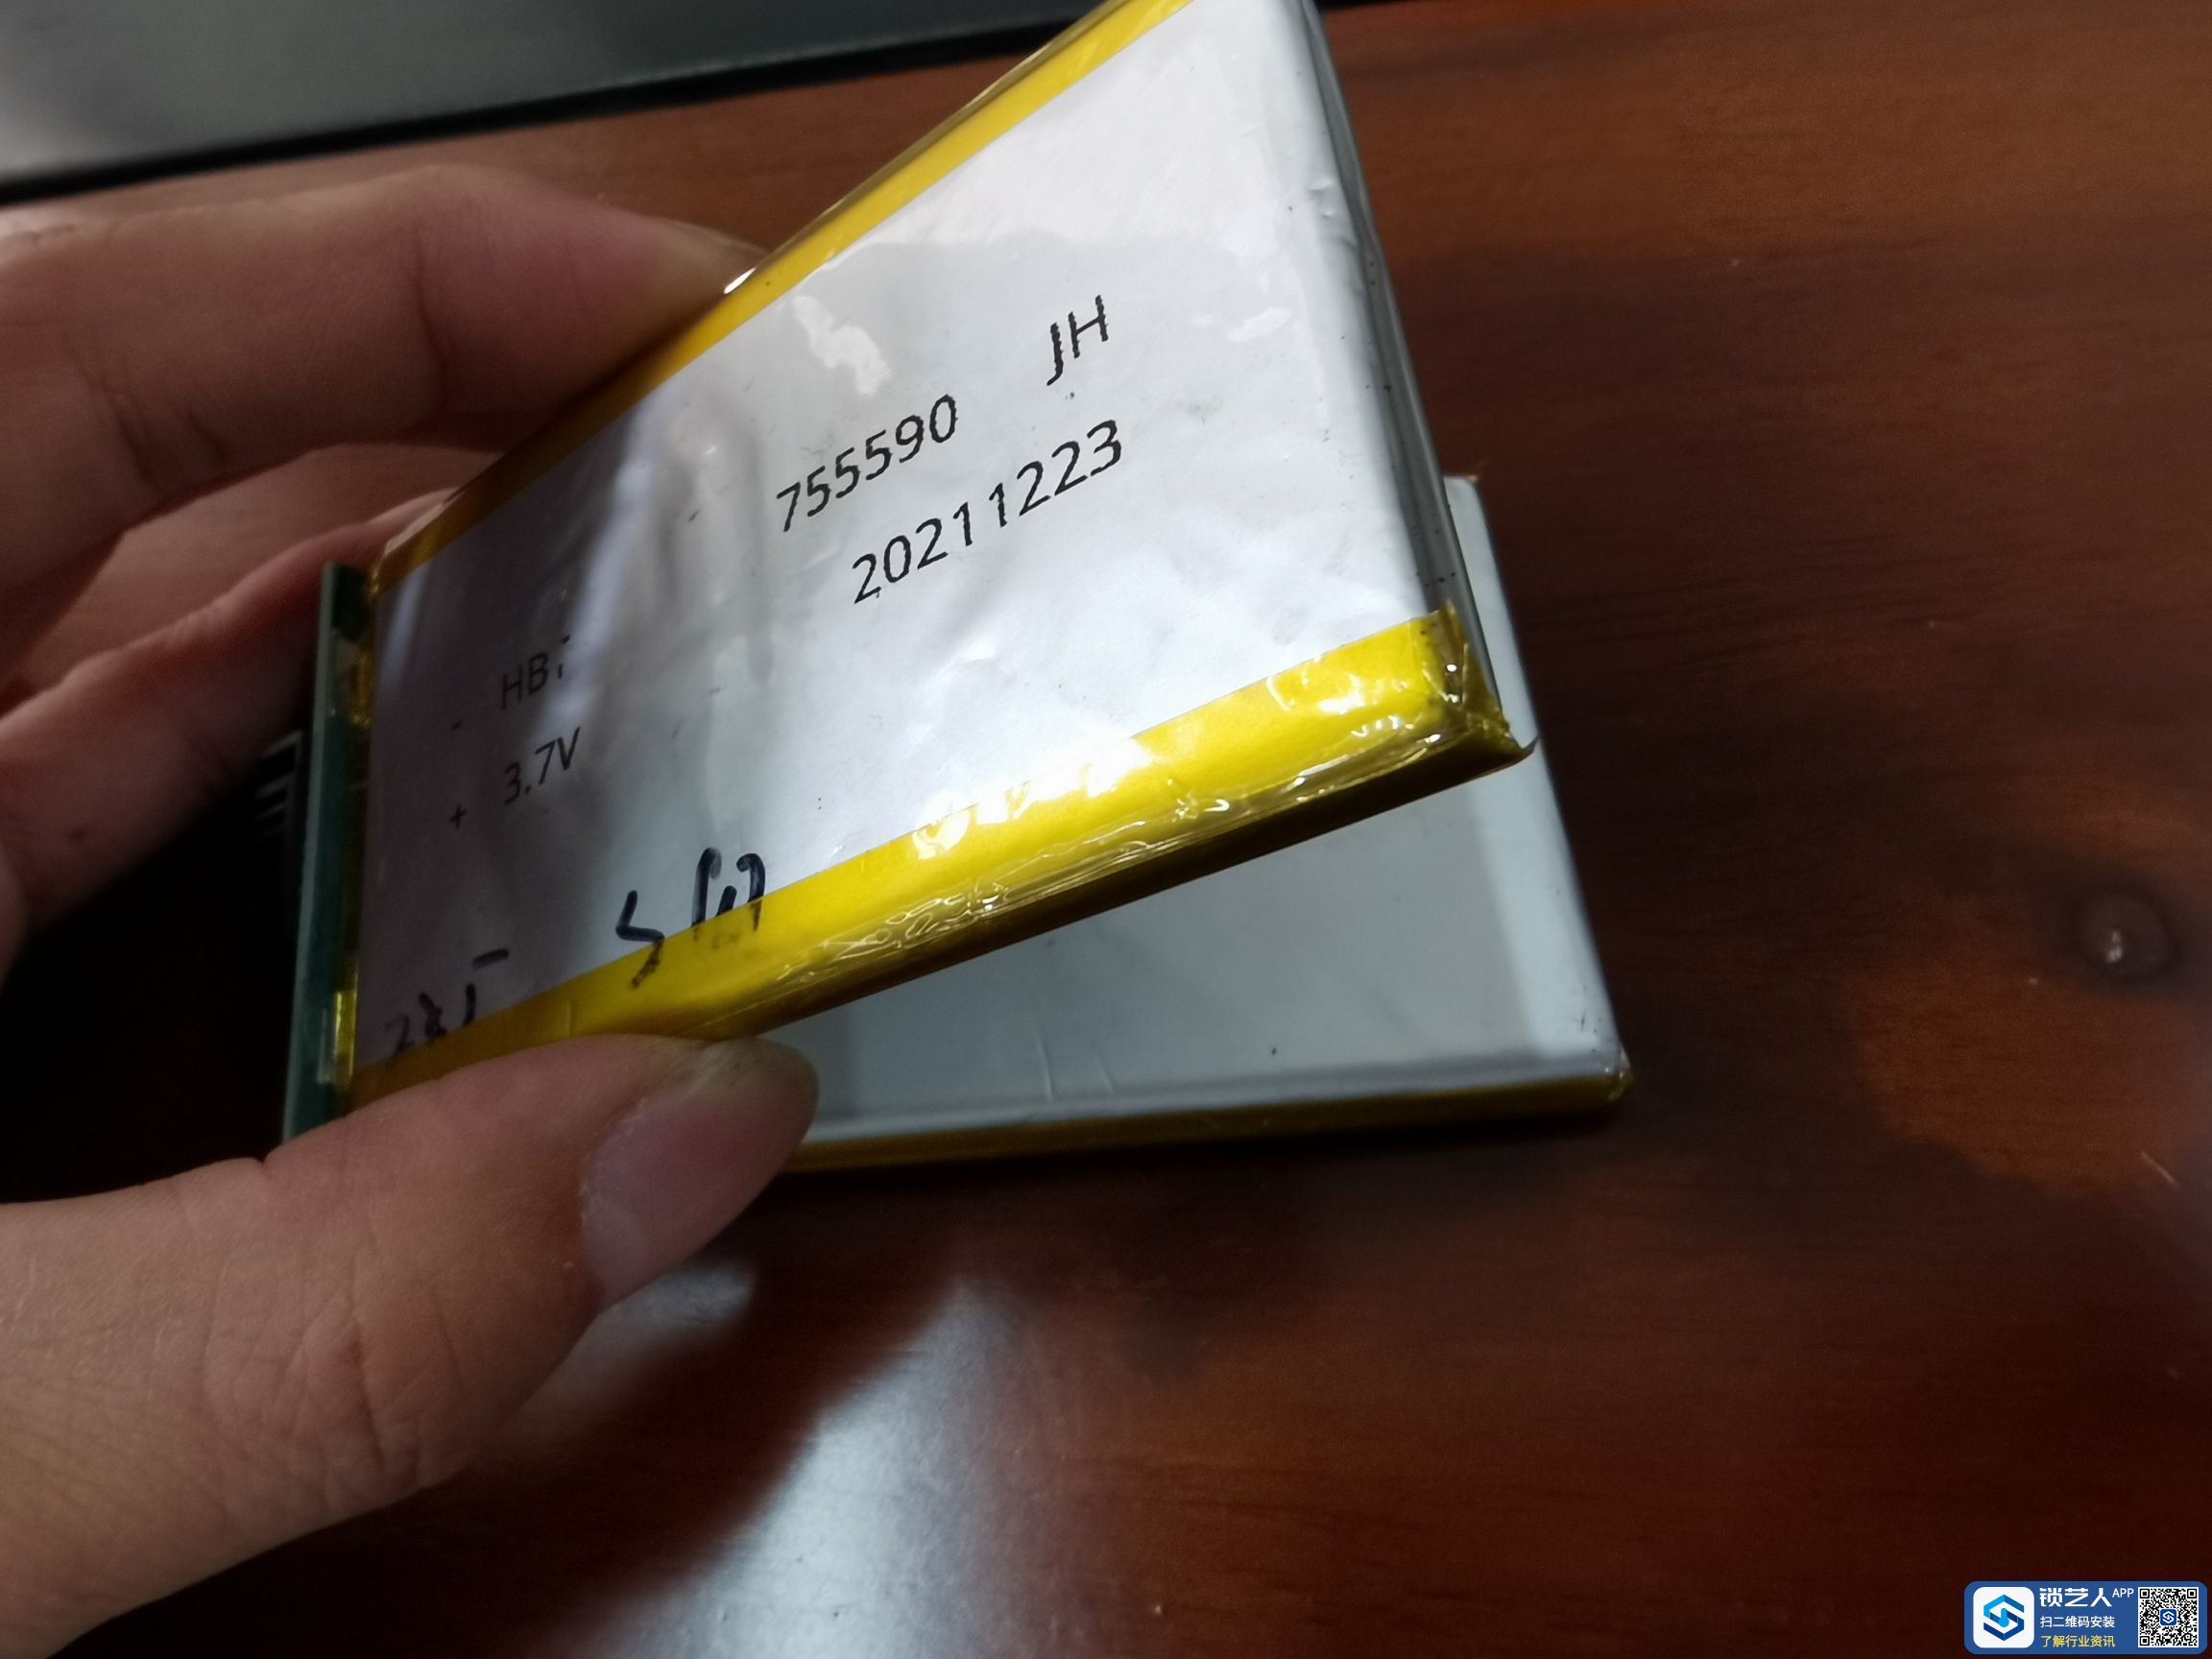 755590 JH
20211223
- HB
+ 3.7V
锁艺人APP
扫二维码安装
了解行业资讯